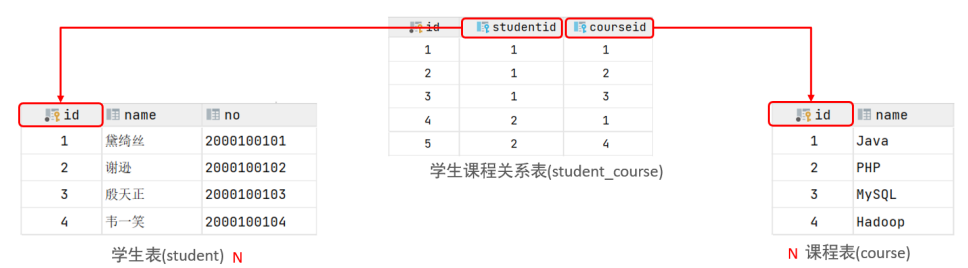 id studentid courseid
1 1 1
2 1 2
3 1 3
4 2 1
5 2 4
学生课程关系表(student_course)
id name no
1 黛绮丝 2000100101
2 谢逊 2000100102
3 殷天正 2000100103
4 韦一笑 2000100104
学生表(student) N
id name
1 Java
2 PHP
3 MySQL
4 Hadoop
N 课程表(course)